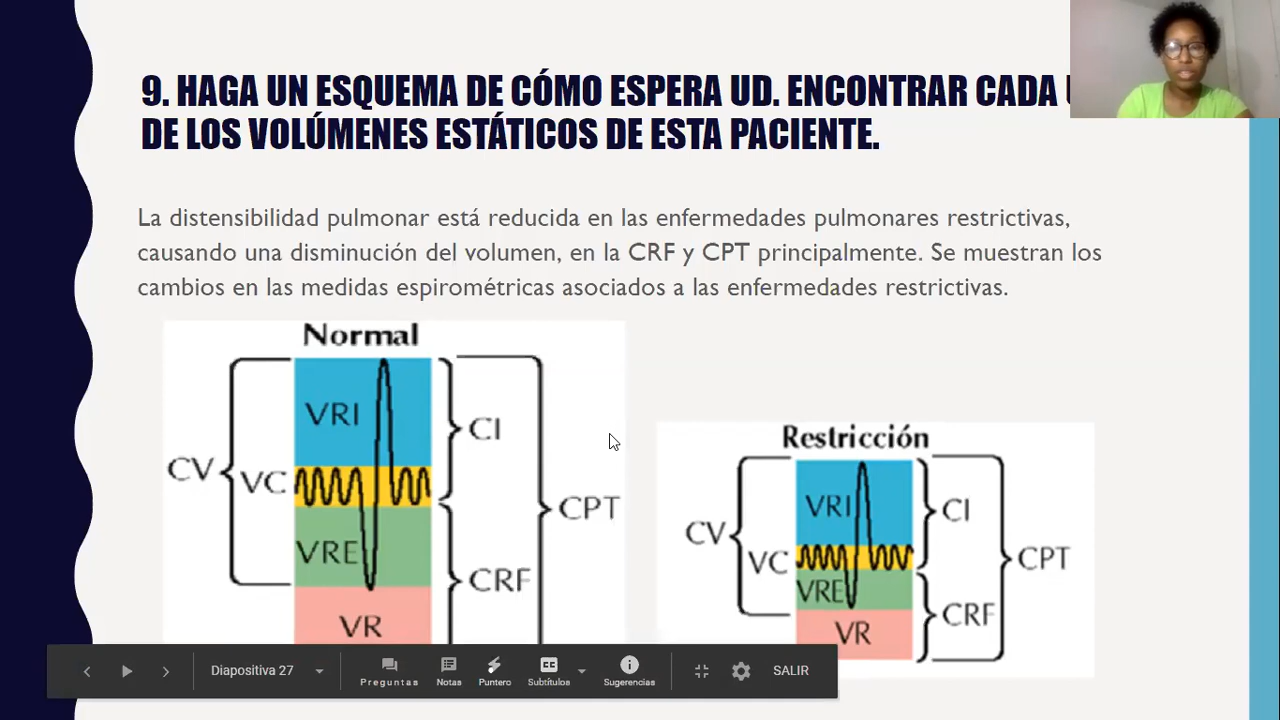 9. HAGA UN ESQUEMA DE CÓMO ESPERA UD. ENCONTRAR CADA
DE LOS VOLÚMENES ESTÁTICOS DE ESTA PACIENTE.
La distensibilidad pulmonar está reducida en las enfermedades pulmonares restrictivas,
causando una disminución del volumen, en la CRF y CPT principalmente. Se muestran los
cambios en las medidas espirométricas asociados a las enfermedades restrictivas.
Normal
VRI
CI
CV
VC
CPT
VRE
CRF
VR
Restricción
VRI
CI
CV
VC
CPT
VRE
CRF
VR
Diapositiva 27
Preguntas
Notas
Puntero
CC
Subtítulos
Sugerencias
SALIR